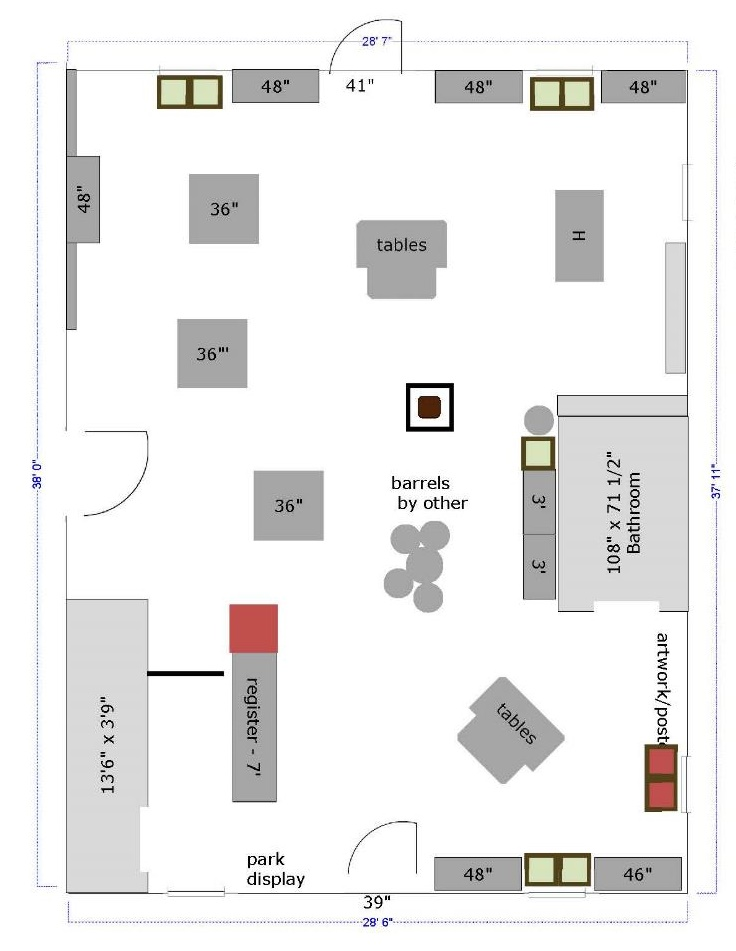 28' 7"
48"
41"
48"
48"
48"
36"
tables
H
36"'
38' 0"
37' 11"
barrels
by other
36"
3'
3'
108" x 71 1/2"
Bathroom
artwork/post
13'6" x 3'9"
register - 7'
tables
park
display
48"
46"
39"
28' 6"